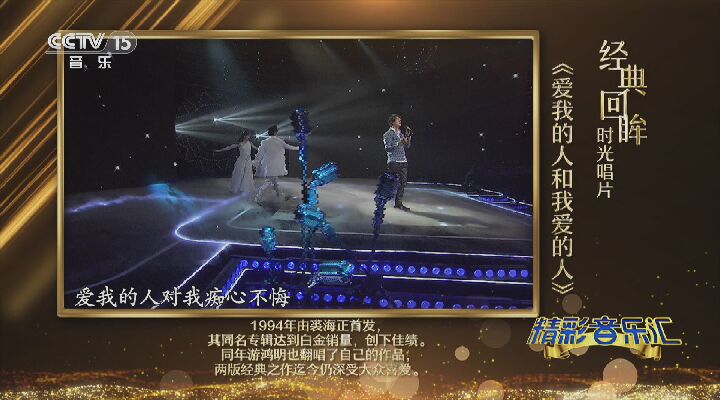 CCTV 15
音乐
经典回眸
时光唱片
《爱我的人和我爱的人》
爱我的人对我痴心不悔
1994年由裘海正首发，
其同名专辑达到白金销量，创下佳绩。
同年游鸿明也翻唱了自己的作品；
两版经典之作迄今仍深受大众喜爱。
精彩音乐汇